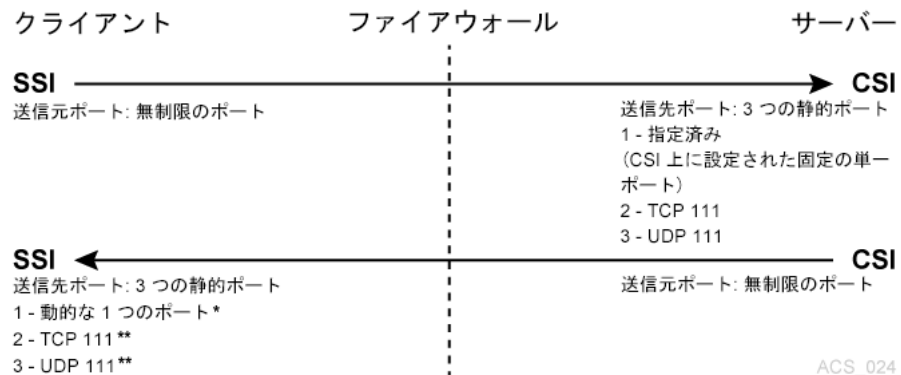 クライアント ファイアウォール サーバー
SSI CSI
送信元ポート: 無制限のポート
送信先ポート: 3 つの静的ポート
1 - 指定済み
(CSI 上に設定された固定の単一
ポート)
2 - TCP 111
3 - UDP 111
SSI CSI
送信先ポート: 3 つの静的ポート
1 - 動的な 1 つのポート*
2 - TCP 111**
3 - UDP 111**
送信元ポート: 無制限のポート
ACS_024